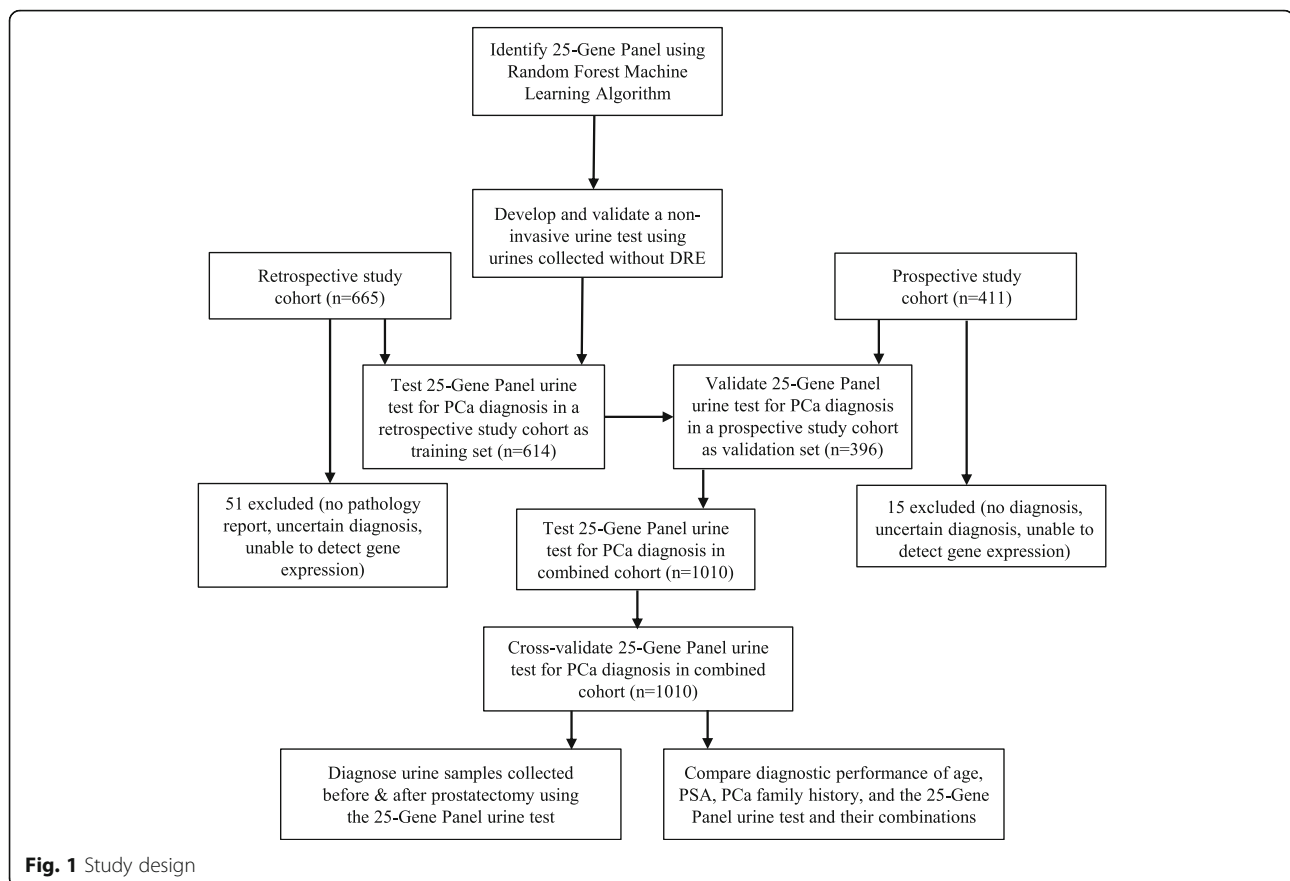 Identify 25-Gene Panel using
Random Forest Machine
Learning Algorithm
Develop and validate a non-
invasive urine test using
urines collected without DRE
Retrospective study
cohort (n=665)
Prospective study
cohort (n=411)
Test 25-Gene Panel urine
test for PCa diagnosis in a
retrospective study cohort as
training set (n=614)
Validate 25-Gene Panel
urine test for PCa diagnosis
in a prospective study cohort
as validation set (n=396)
51 excluded (no pathology
report, uncertain diagnosis,
unable to detect gene
expression)
15 excluded (no diagnosis,
uncertain diagnosis, unable to
detect gene expression)
Test 25-Gene Panel urine
test for PCa diagnosis in
combined cohort (n=1010)
Cross-validate 25-Gene Panel urine
test for PCa diagnosis in combined
cohort (n=1010)
Diagnose urine samples collected
before & after prostatectomy using
the 25-Gene Panel urine test
Compare diagnostic performance of age,
PSA, PCa family history, and the 25-Gene
Panel urine test and their combinations
Fig. 1 Study design